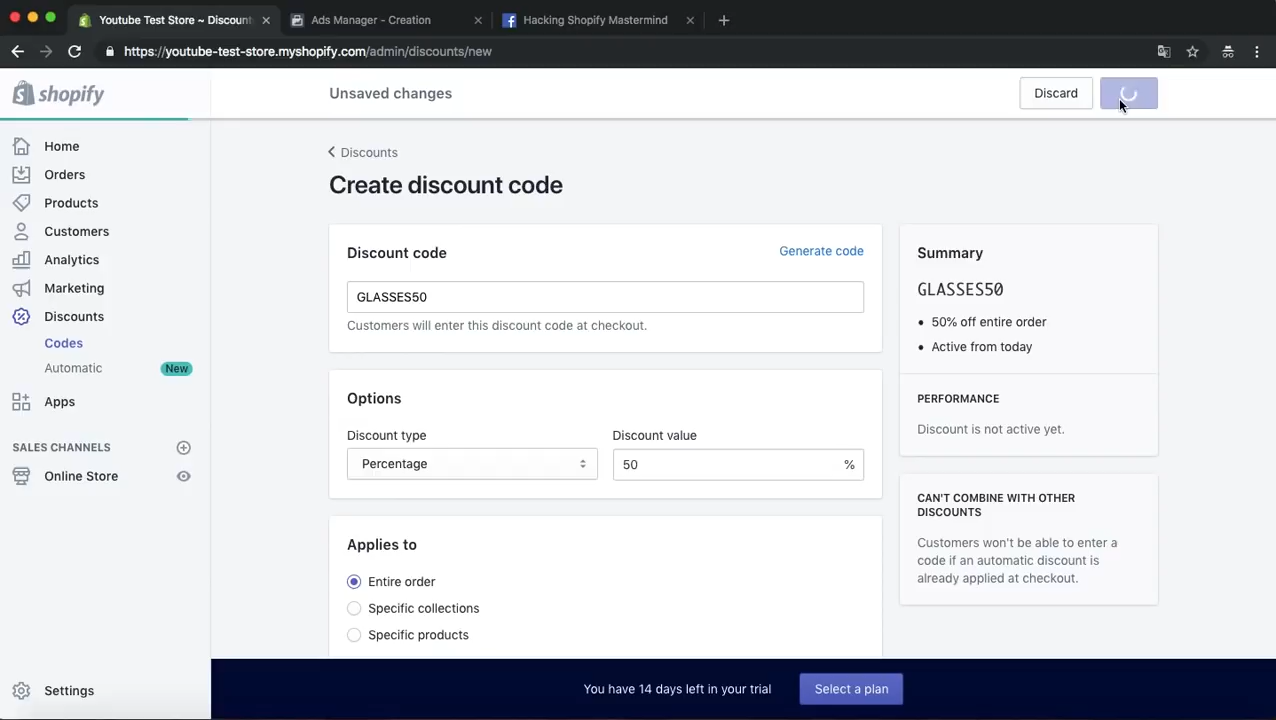 Youtube Test Store ~ Discount
Ads Manager - Creation
Hacking Shopify Mastermind
https://youtube-test-store.myshopify.com/admin/discounts/new
shopify
Unsaved changes
Discard
Home
Orders
Products
Customers
Analytics
Marketing
Discounts
Codes
Automatic New
Apps
SALES CHANNELS
Online Store
Settings
Discounts
Create discount code
Discount code
Generate code
GLASSES50
Customers will enter this discount code at checkout.
Options
Discount type
Discount value
Percentage
50 %
Applies to
Entire order
Specific collections
Specific products
Summary
GLASSES50
• 50% off entire order
• Active from today
PERFORMANCE
Discount is not active yet.
CAN'T COMBINE WITH OTHER
DISCOUNTS
Customers won't be able to enter a
code if an automatic discount is
already applied at checkout.
You have 14 days left in your trial
Select a plan